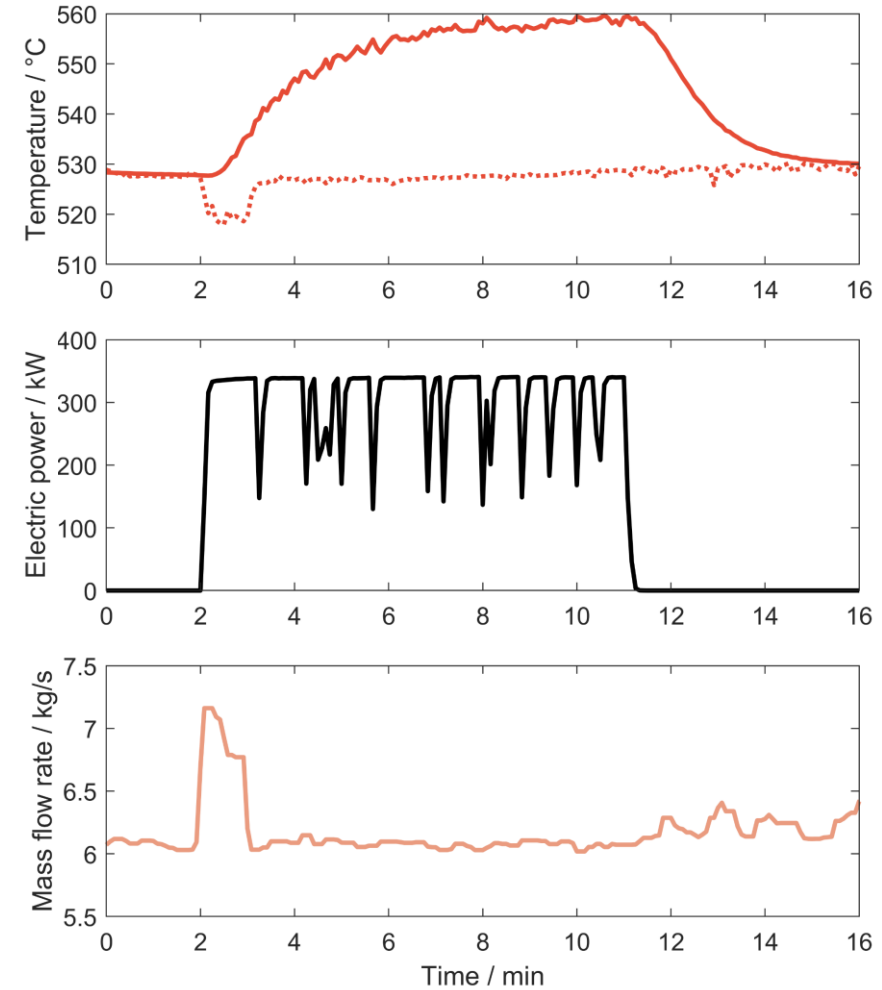 Temperature / °C
560
550
540
530
520
510
0 2 4 6 8 10 12 14 16
Electric power / kW
400
300
200
100
0
0 2 4 6 8 10 12 14 16
Mass flow rate / kg/s
7.5
7
6.5
6
5.5
0 2 4 6 8 10 12 14 16
Time / min